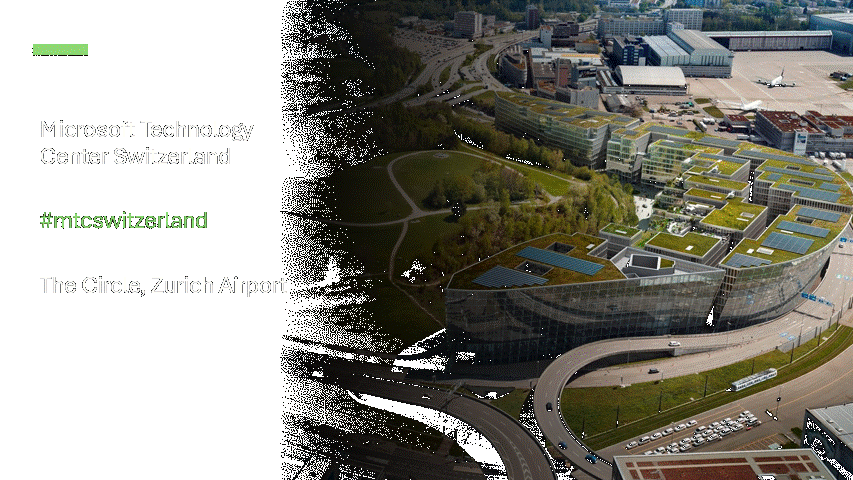 Microsoft Technology
Center Switzerland
#mtcswitzerland
The Circle, Zurich Airport